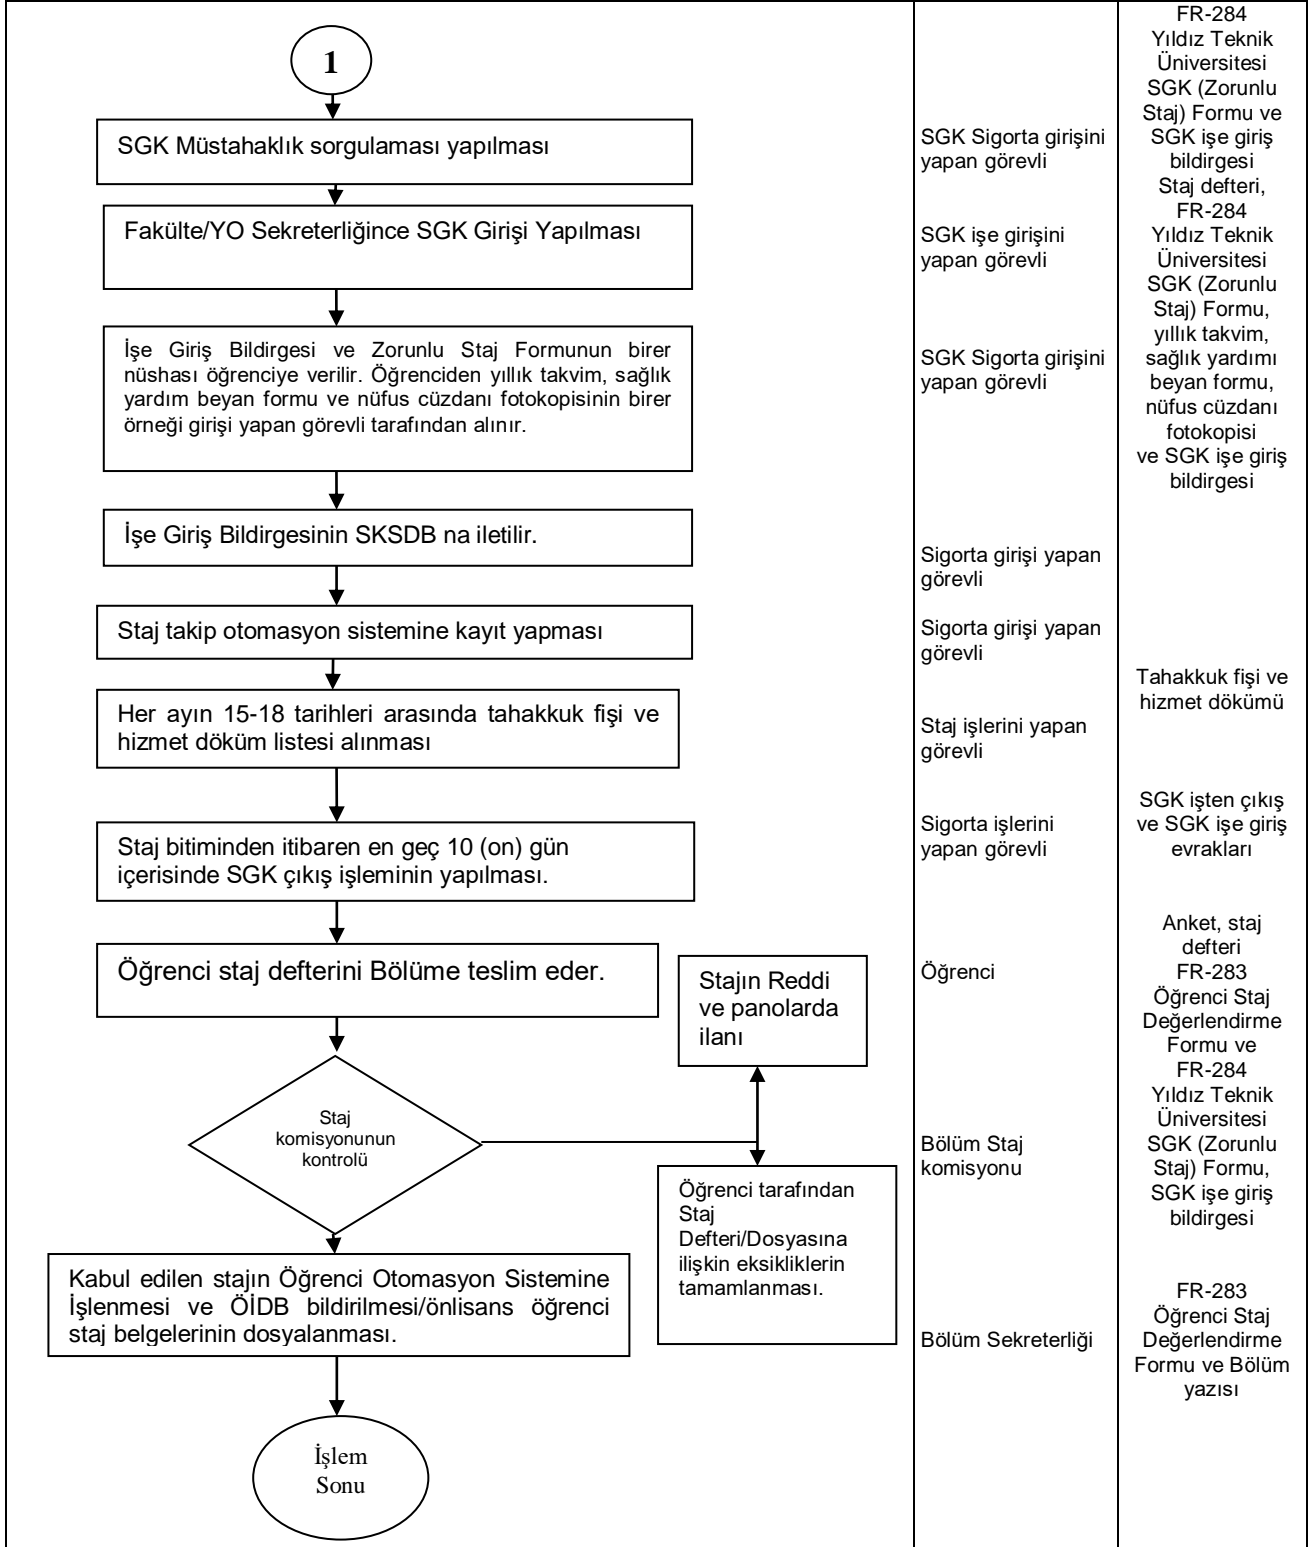 1
SGK Müstahaklık sorgulaması yapılması
Fakülte/YO Sekreterliğince SGK Girişi Yapılması
İşe Giriş Bildirgesi ve Zorunlu Staj Formunun birer
nüshası öğrenciye verilir. Öğrenciden yıllık takvim, sağlık
yardım beyan formu ve nüfus cüzdanı fotokopisinin birer
örneği girişi yapan görevli tarafından alınır.
İşe Giriş Bildirgesinin SKSDB na iletilir.
Staj takip otomasyon sistemine kayıt yapması
Her ayın 15-18 tarihleri arasında tahakkuk fişi ve
hizmet döküm listesi alınması
Staj bitiminden itibaren en geç 10 (on) gün
içerisinde SGK çıkış işleminin yapılması.
Öğrenci staj defterini Bölüme teslim eder.
Stajın Reddi
ve panolarda
ilanı
Staj
komisyonunun
kontrolü
Öğrenci tarafından
Staj
Defteri/Dosyasına
ilişkin eksikliklerin
tamamlanması.
Kabul edilen stajın Öğrenci Otomasyon Sistemine
İşlenmesi ve ÖİDB bildirilmesi/önlisans öğrenci
staj belgelerinin dosyalanması.
İşlem
Sonu
SGK Sigorta girişini
yapan görevli
SGK işe girişini
yapan görevli
SGK Sigorta girişini
yapan görevli
Sigorta girişi yapan
görevli
Sigorta girişi yapan
görevli
Staj işlerini yapan
görevli
Sigorta işlerini
yapan görevli
Öğrenci
Bölüm Staj
komisyonu
Bölüm Sekreterliği
FR-284
Yıldız Teknik
Üniversitesi
SGK (Zorunlu
Staj) Formu ve
SGK işe giriş
bildirgesi
Staj defteri,
FR-284
Yıldız Teknik
Üniversitesi
SGK (Zorunlu
Staj) Formu,
yıllık takvim,
sağlık yardımı
beyan formu,
nüfus cüzdanı
fotokopisi
ve SGK işe giriş
bildirgesi
Tahakkuk fişi ve
hizmet dökümü
SGK işten çıkış
ve SGK işe giriş
evrakları
Anket, staj
defteri
FR-283
Öğrenci Staj
Değerlendirme
Formu ve
FR-284
Yıldız Teknik
Üniversitesi
SGK (Zorunlu
Staj) Formu,
SGK işe giriş
bildirgesi
FR-283
Öğrenci Staj
Değerlendirme
Formu ve Bölüm
yazısı